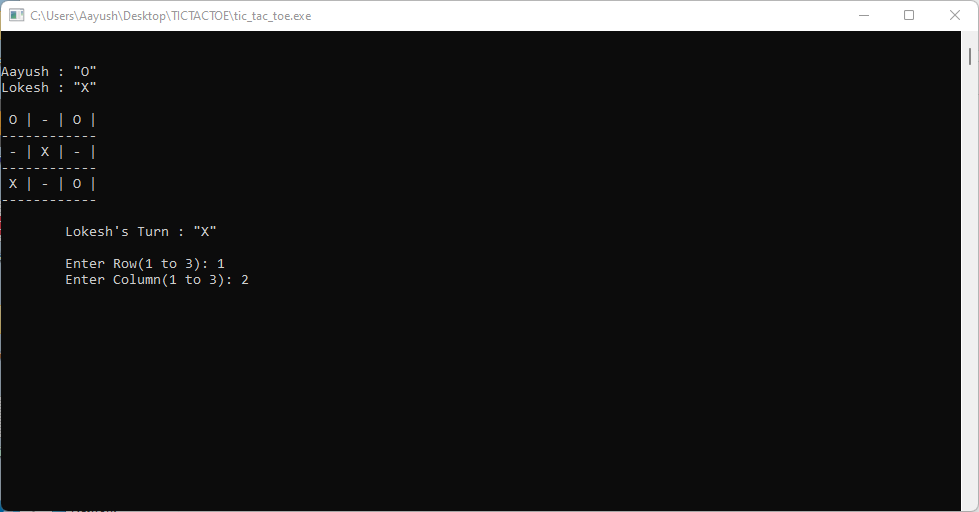 C:\Users\Aayush\Desktop\TICTACTOE\tic_tac_toe.exe
Aayush : "O"
Lokesh : "X"
O | - | O |
------------
- | X | - |
------------
X | - | O |
------------
Lokesh's Turn : "X"
Enter Row(1 to 3): 1
Enter Column(1 to 3): 2